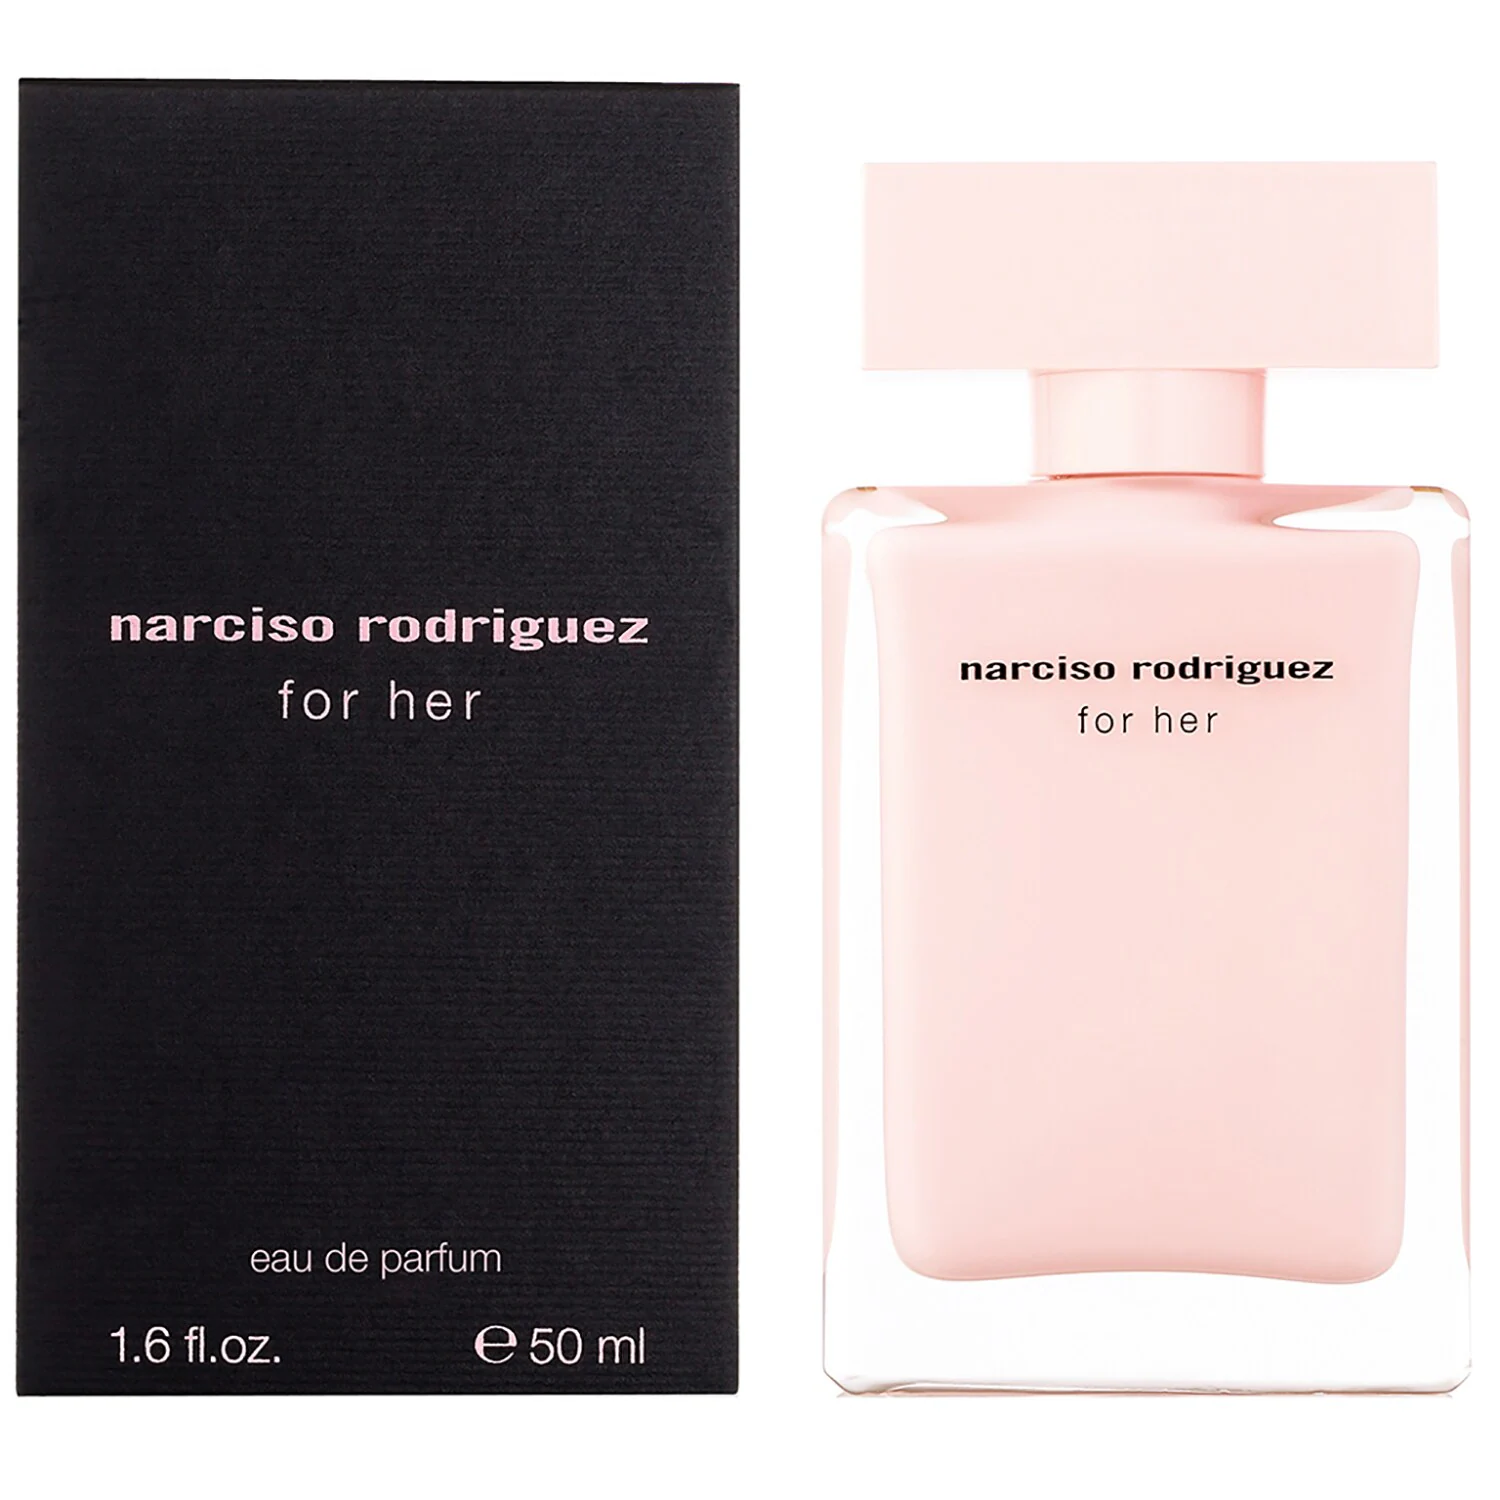 narciso rodriguez
for her
eau de parfum
1.6 fl.oz. ℮ 50 ml
narciso rodriguez
for her